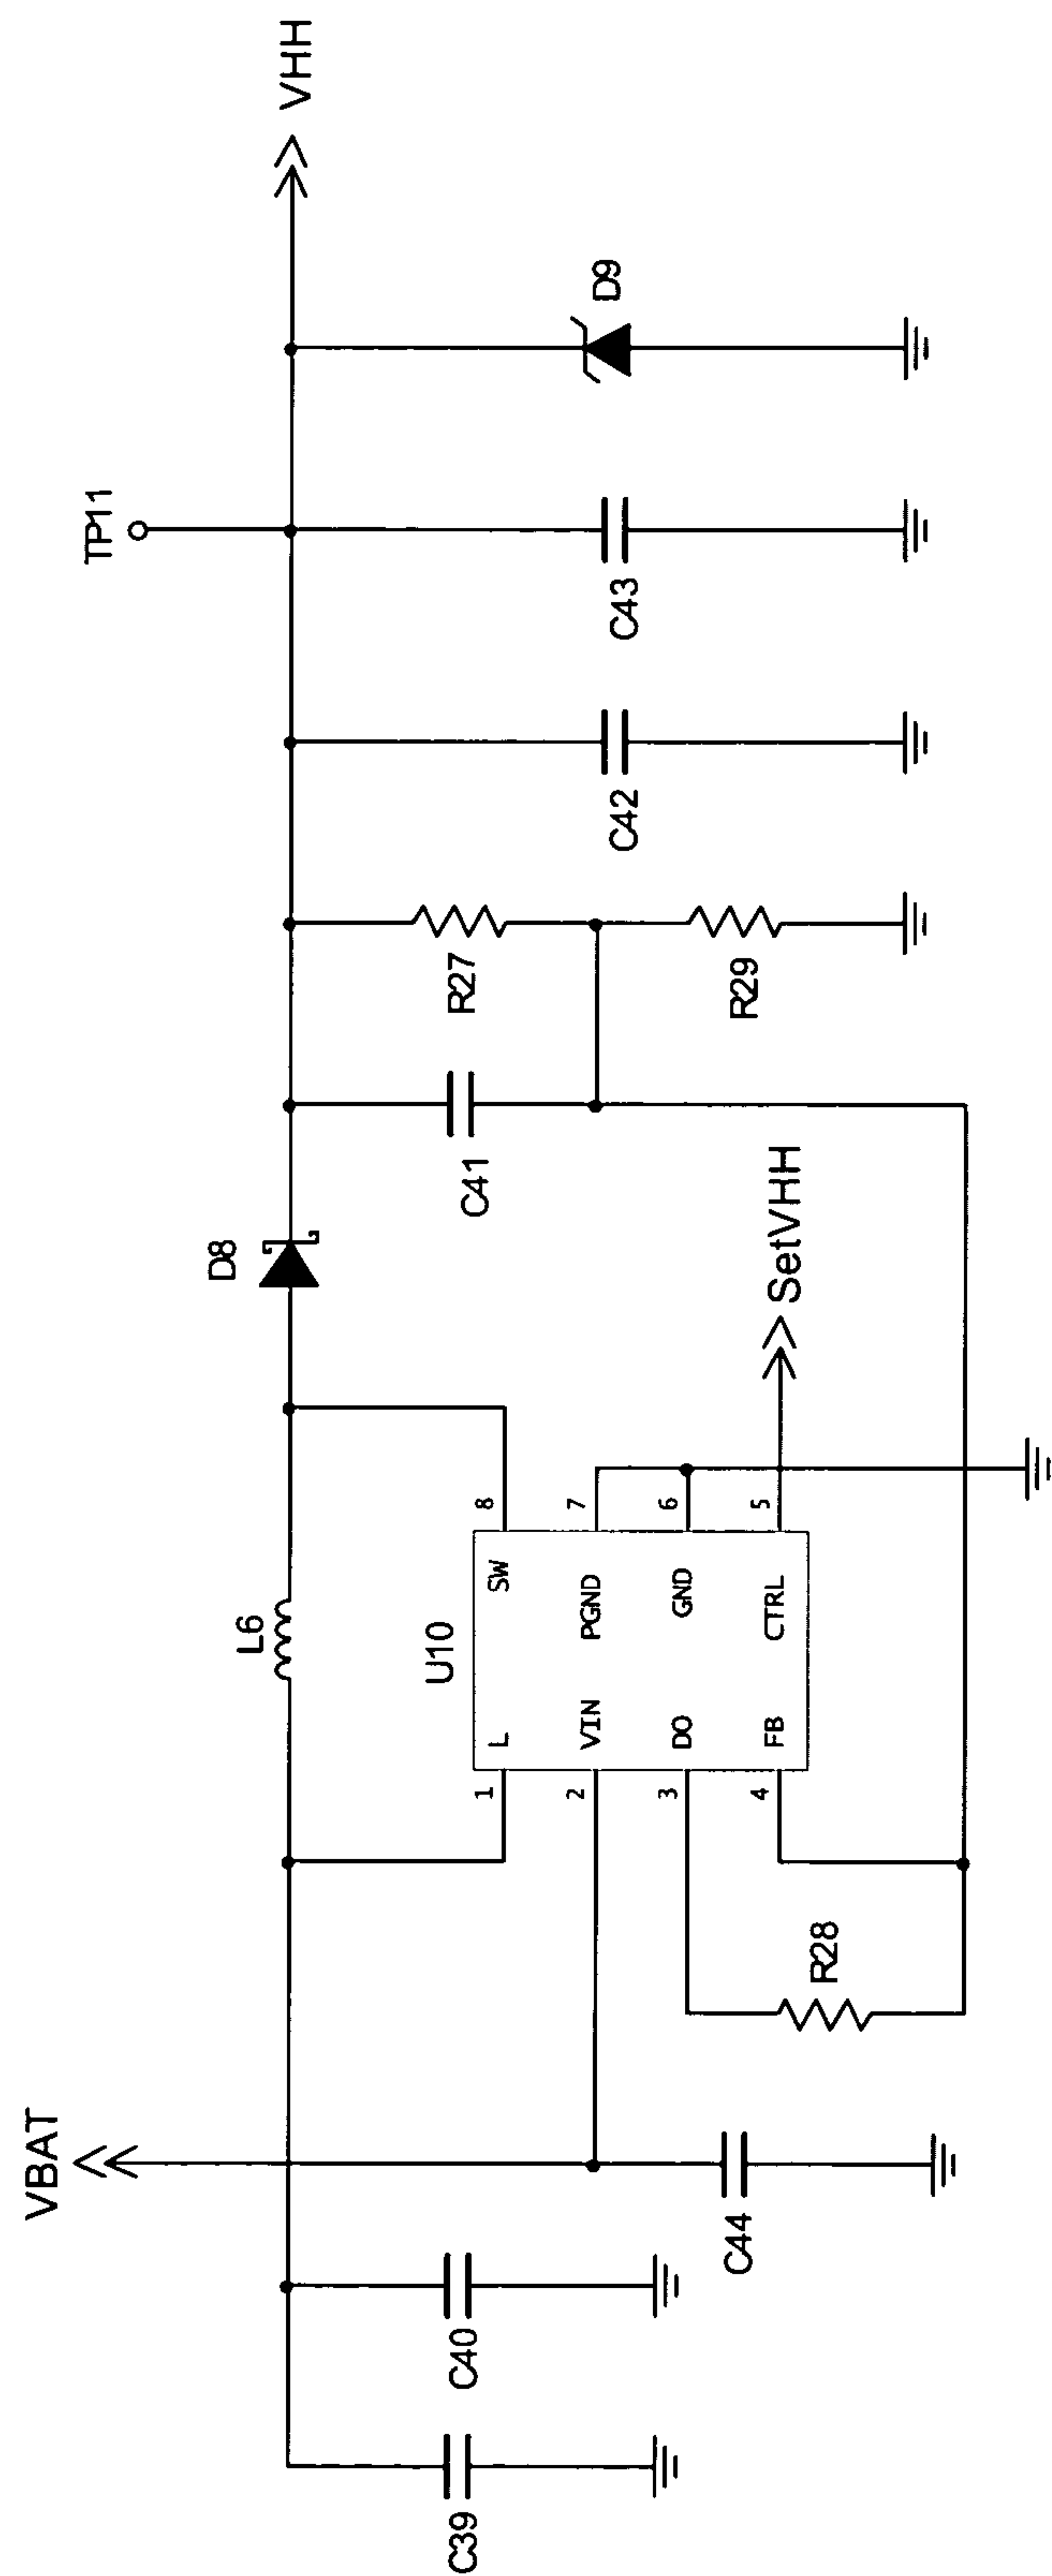 VBAT
C39
C40
C44
R28
L6
U10
1
L
2
VIN
3
DO
4
FB
SW
8
PGND
7
GND
6
CTRL
5
SetVHH
D8
C41
R27
R29
C42
C43
TP11
D9
VHH